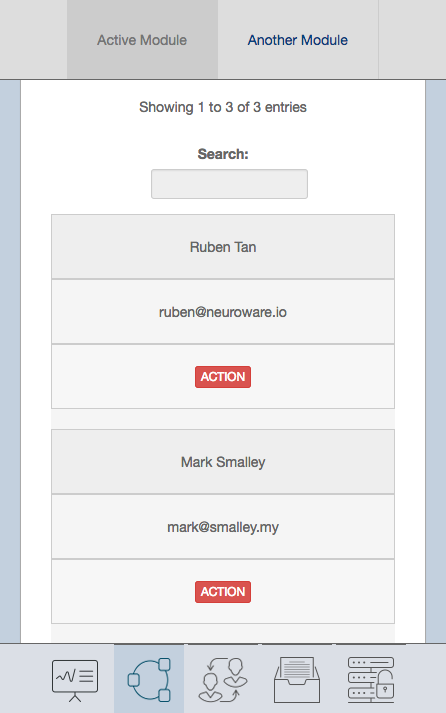 Active Module
Another Module
Showing 1 to 3 of 3 entries
Search:
Ruben Tan
ruben@neuroware.io
ACTION
Mark Smalley
mark@smalley.my
ACTION